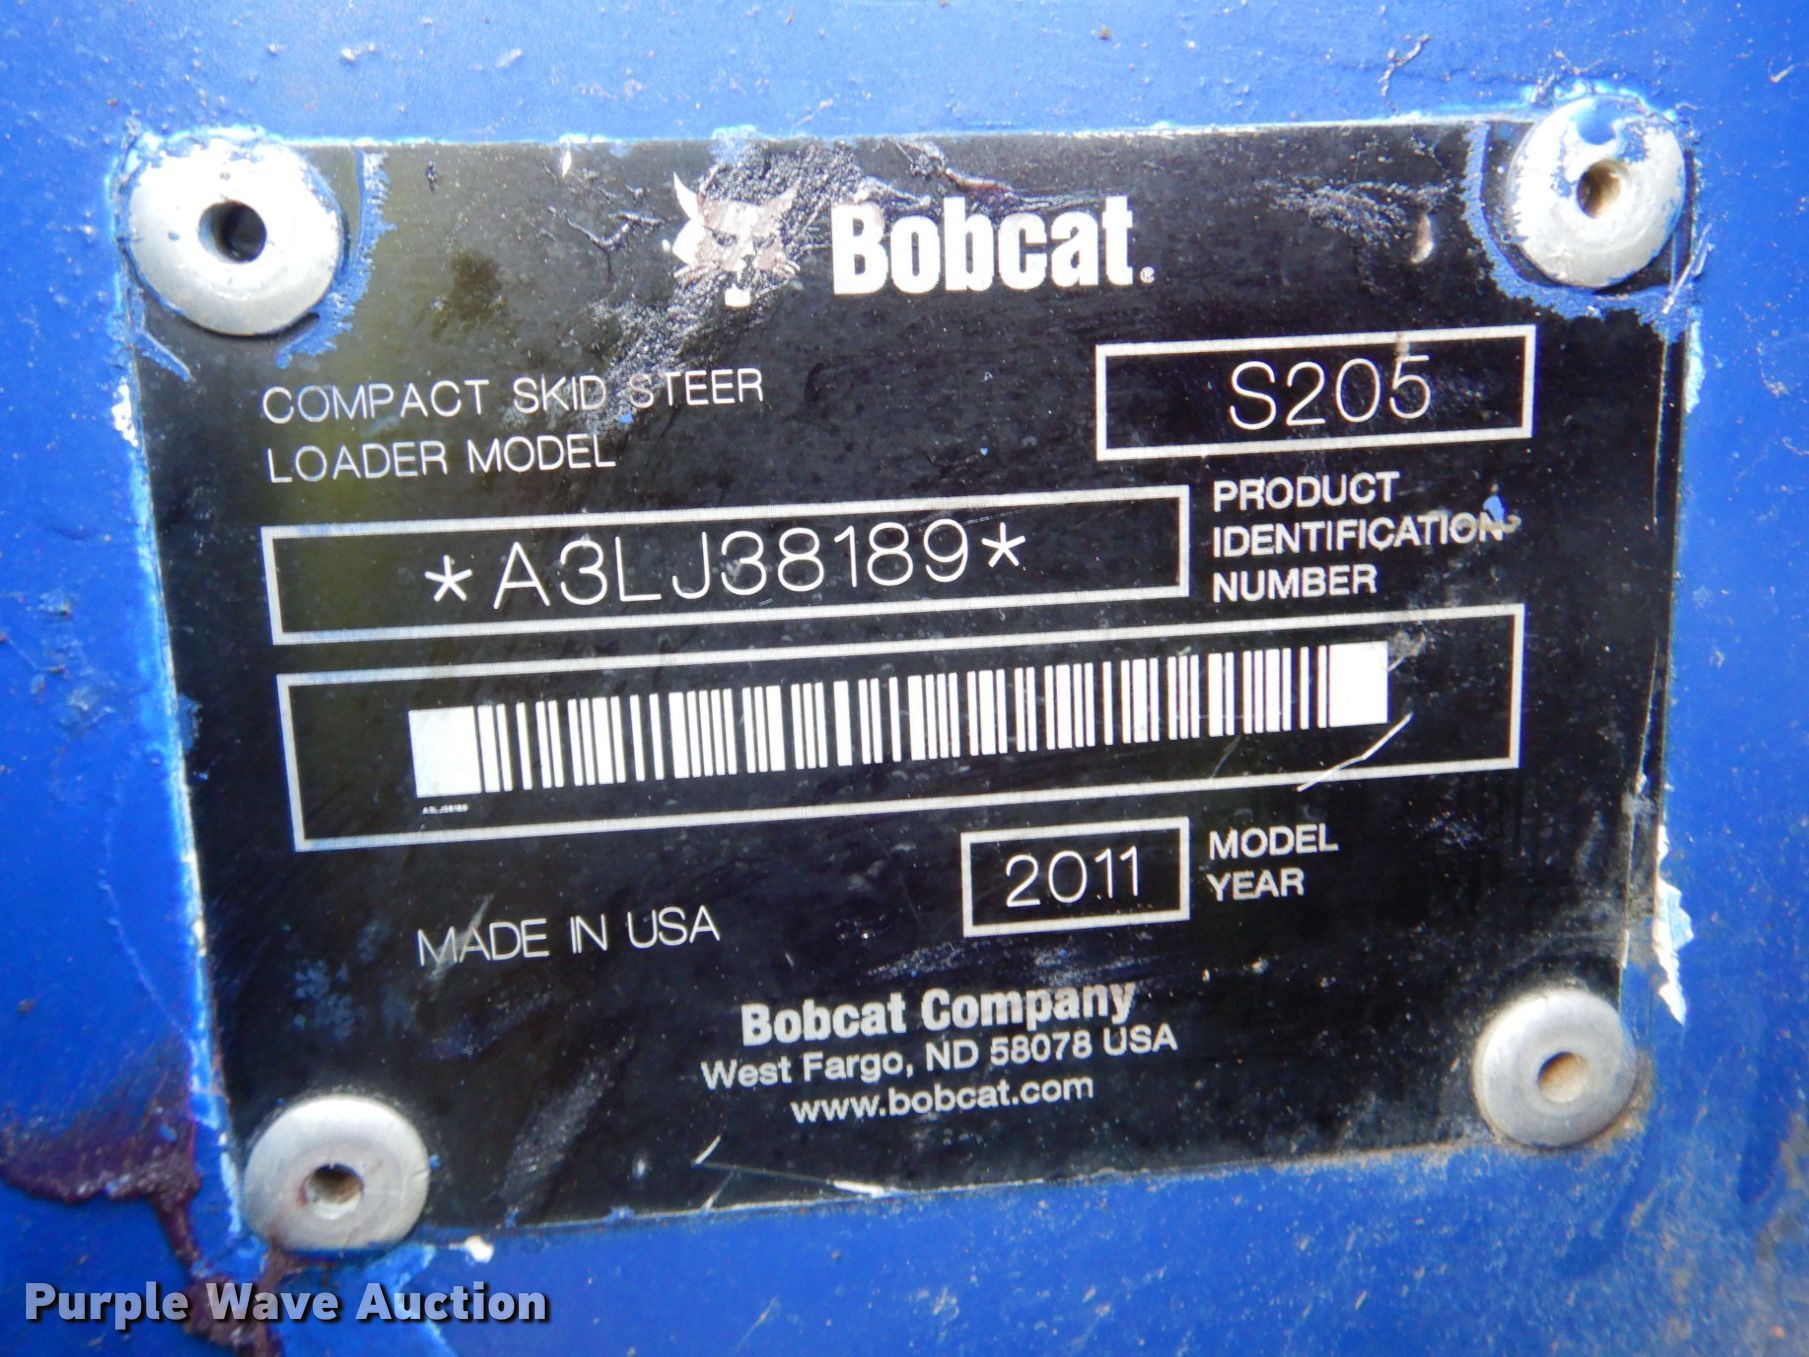 Bobcat®
COMPACT SKID STEER
LOADER MODEL
S205
*A3LJ38189*
PRODUCT
IDENTIFICATION
NUMBER
A3LJ38189
2011
MODEL
YEAR
MADE IN USA
Bobcat Company
West Fargo, ND 58078 USA
www.bobcat.com
Purple Wave Auction